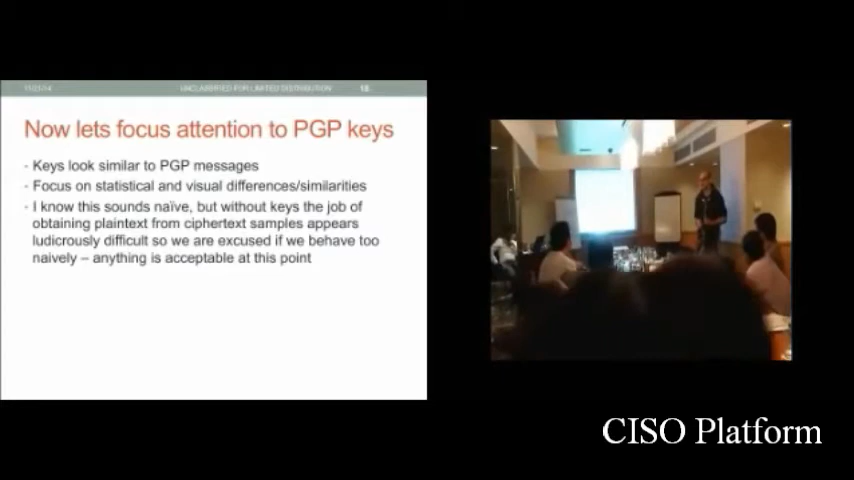 11/21/14 UNCLASSIFIED FOR LIMITED DISTRIBUTION 18
Now lets focus attention to PGP keys
- Keys look similar to PGP messages
- Focus on statistical and visual differences/similarities
- I know this sounds naïve, but without keys the job of
obtaining plaintext from ciphertext samples appears
ludicrously difficult so we are excused if we behave too
naively – anything is acceptable at this point
CISO Platform